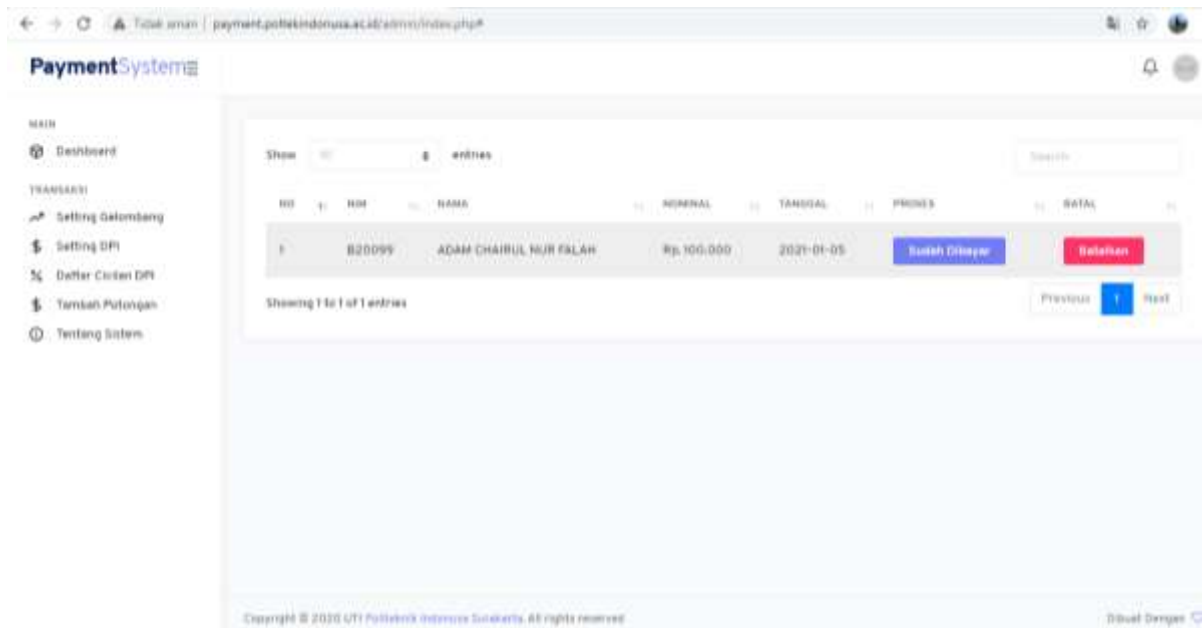 Tidak aman | payment.poltekindonusa.ac.id/admin/index.php#
PaymentSystem
MAIN
Dashboard
TRANSAKSI
Setting Gelombang
Setting DPI
Daftar Cicilan DPI
Tambah Potongan
Tentang Sistem
Show 10 entries
Search
NO NIM NAMA NOMINAL TANGGAL PROSES BATAL
1 B20099 ADAM CHAIRUL NUR FALAH Rp. 100.000 2021-01-05 Sudah Dibayar Batalkan
Showing 1 to 1 of 1 entries
Previous 1 Next
Copyright © 2020 UTI Politeknik Indonusa Surakarta. All rights reserved
Dibuat Dengan